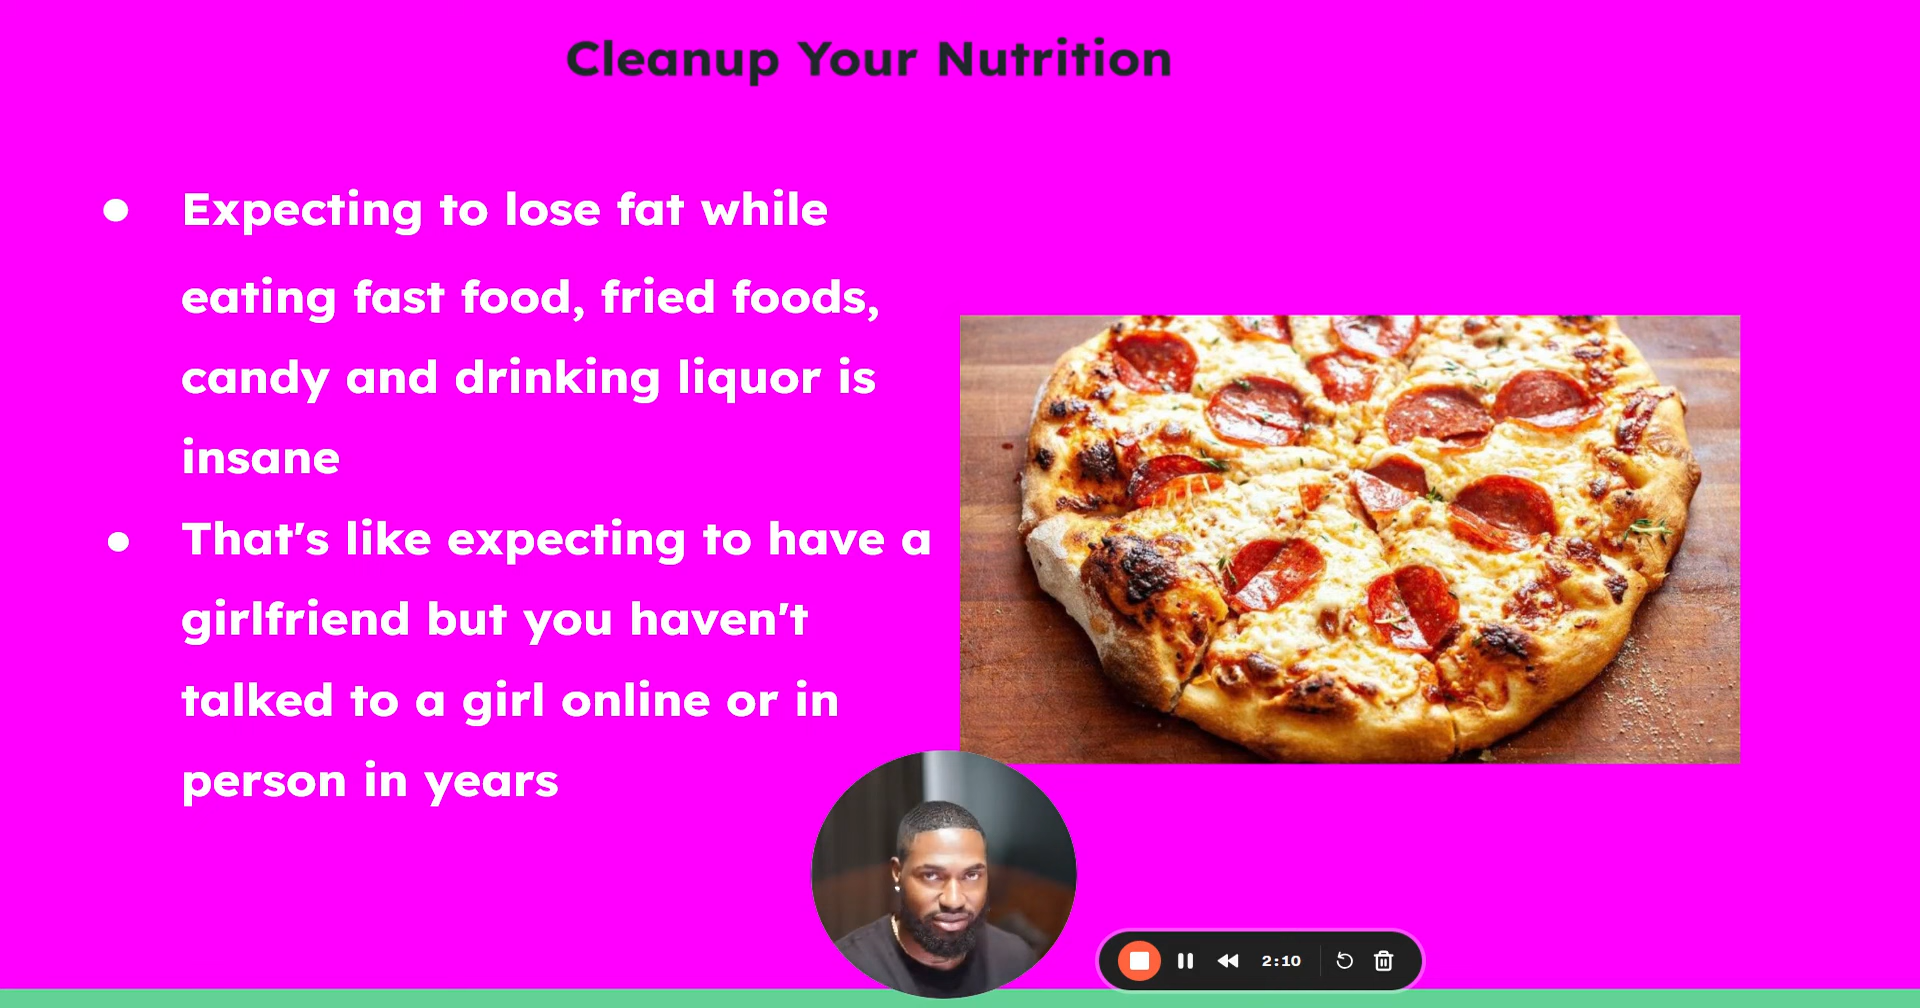 Cleanup Your Nutrition
Expecting to lose fat while
eating fast food, fried foods,
candy and drinking liquor is
insane
That's like expecting to have a
girlfriend but you haven't
talked to a girl online or in
person in years
2:10